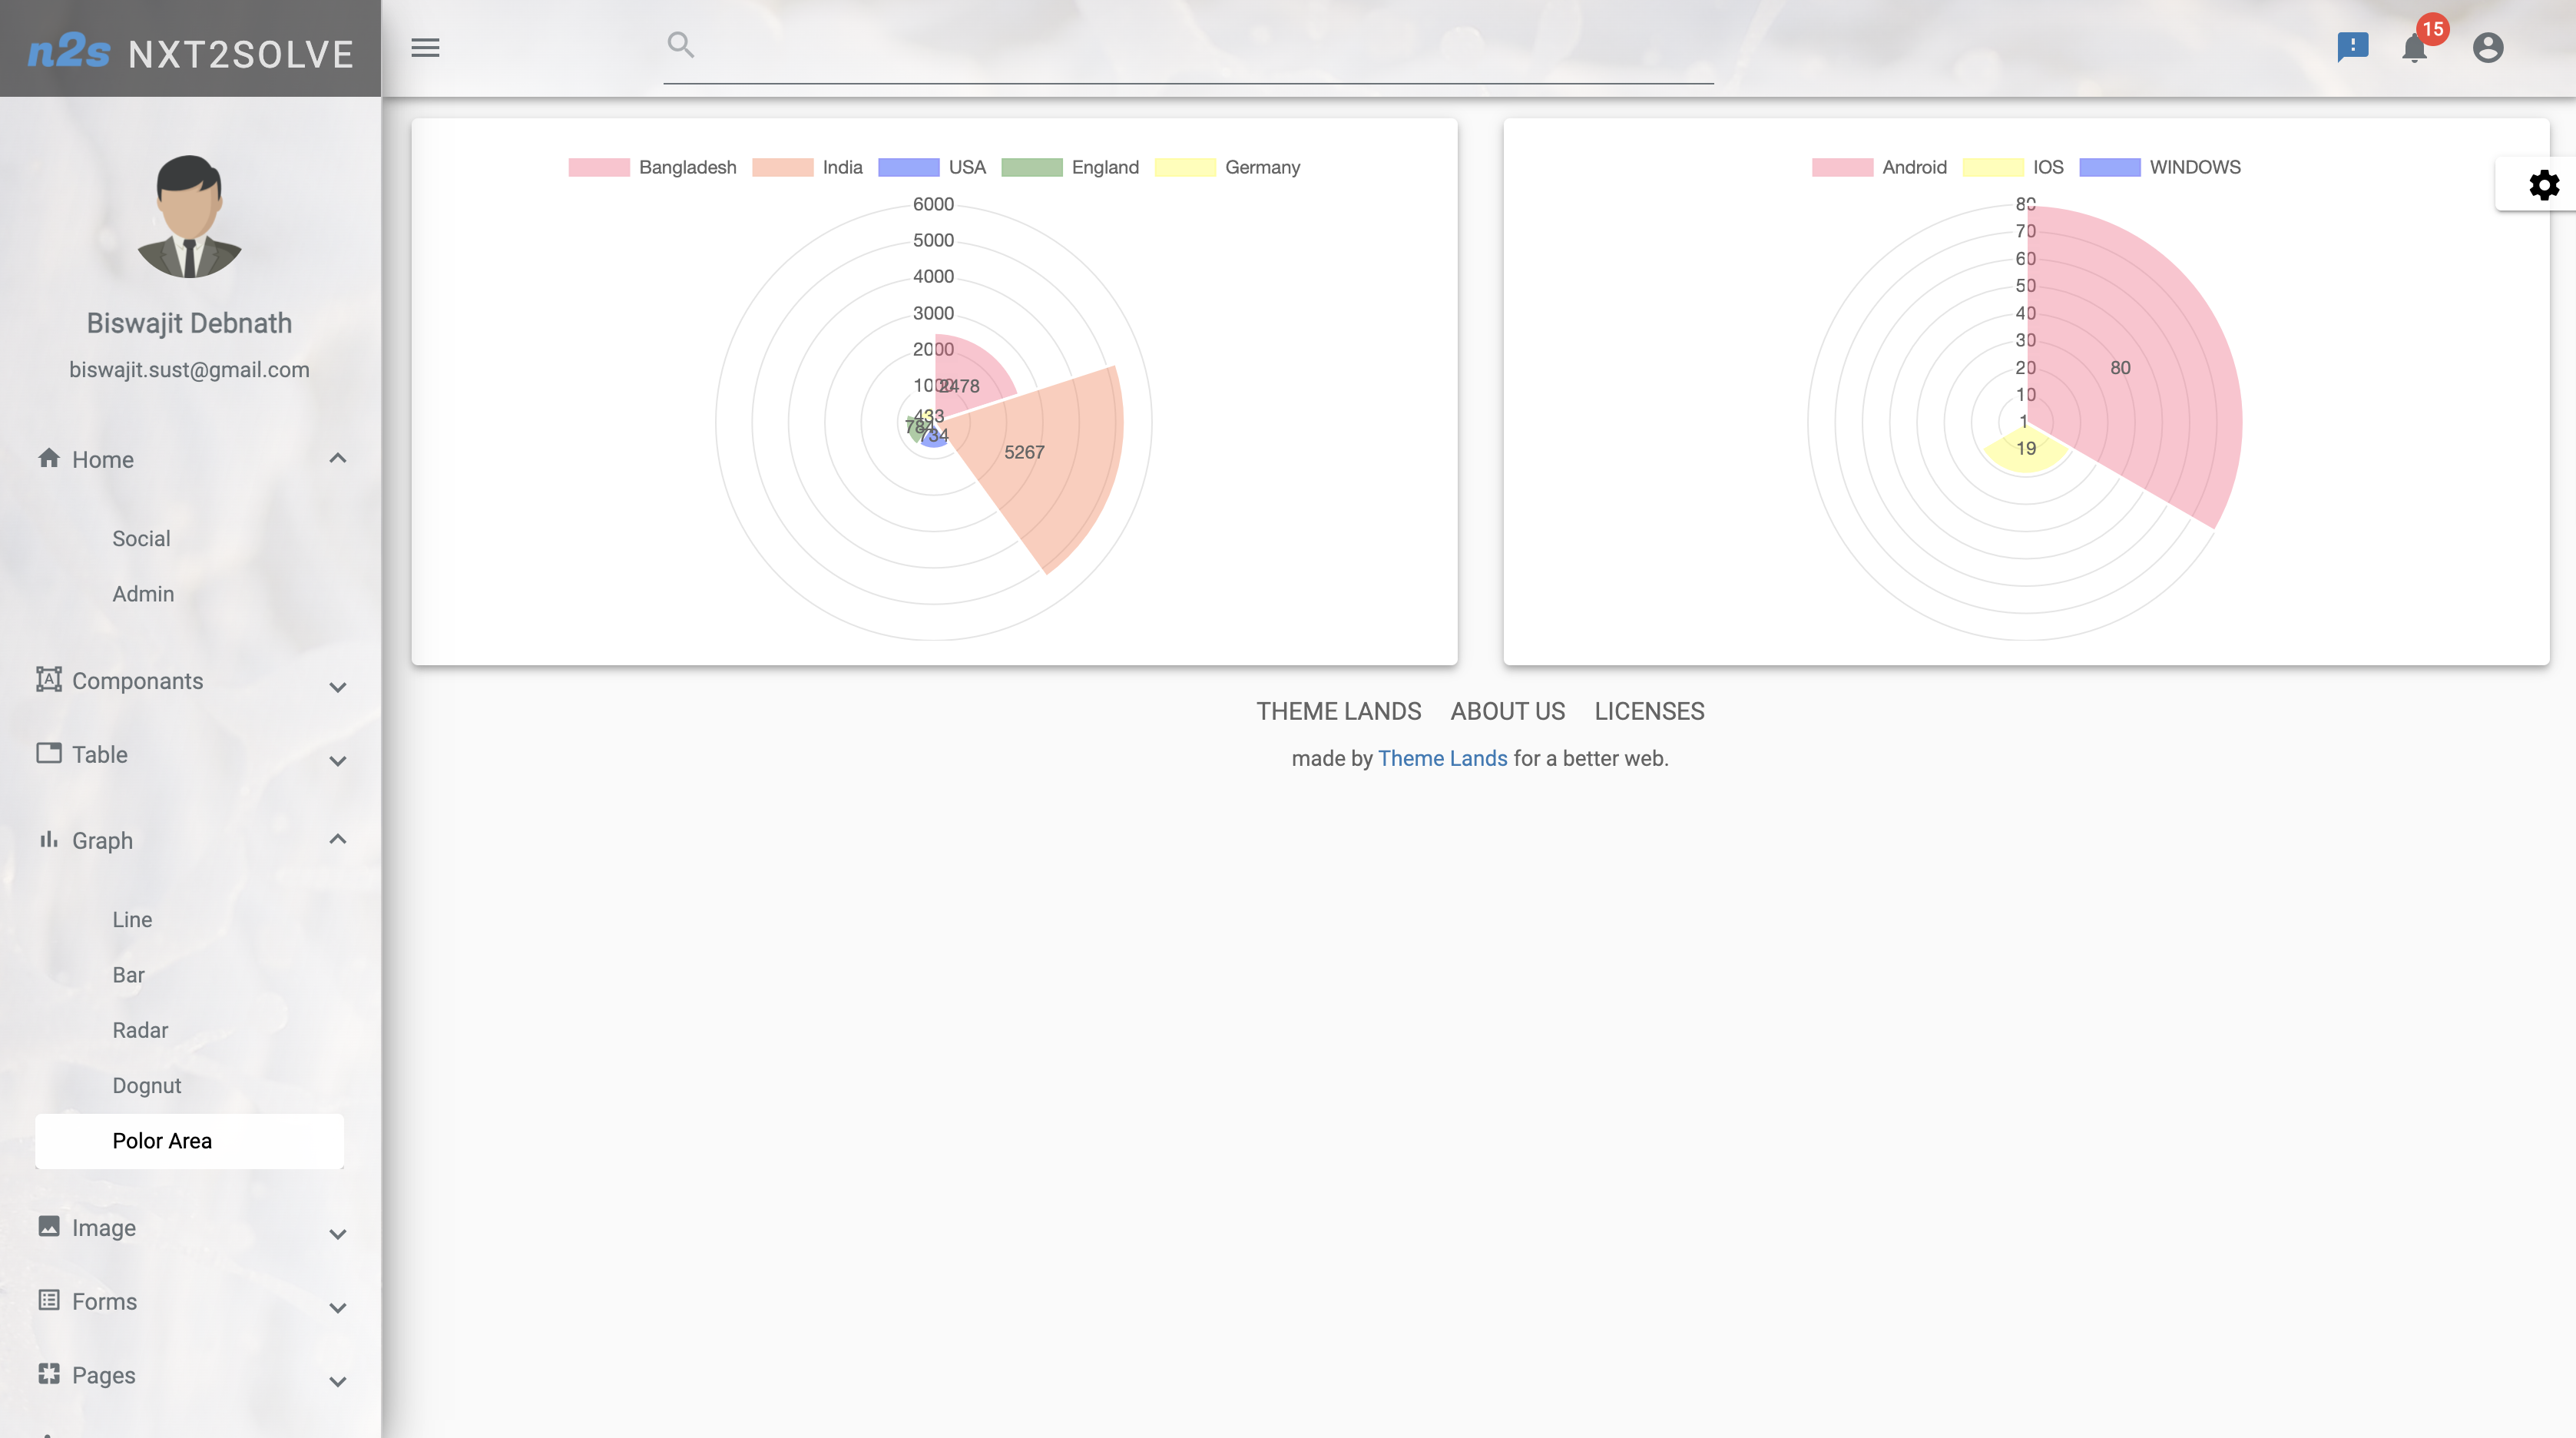 n2s NXT2SOLVE
15
Biswajit Debnath
biswajit.sust@gmail.com
Home
Social
Admin
Componants
Table
Graph
Line
Bar
Radar
Dognut
Polor Area
Image
Forms
Pages
Bangladesh India USA England Germany
6000
5000
4000
3000
2000
1000 2478
433
784
734
5267
Android IOS WINDOWS
80
70
60
50
40
30
20
80
10
1
19
THEME LANDS ABOUT US LICENSES
made by Theme Lands for a better web.